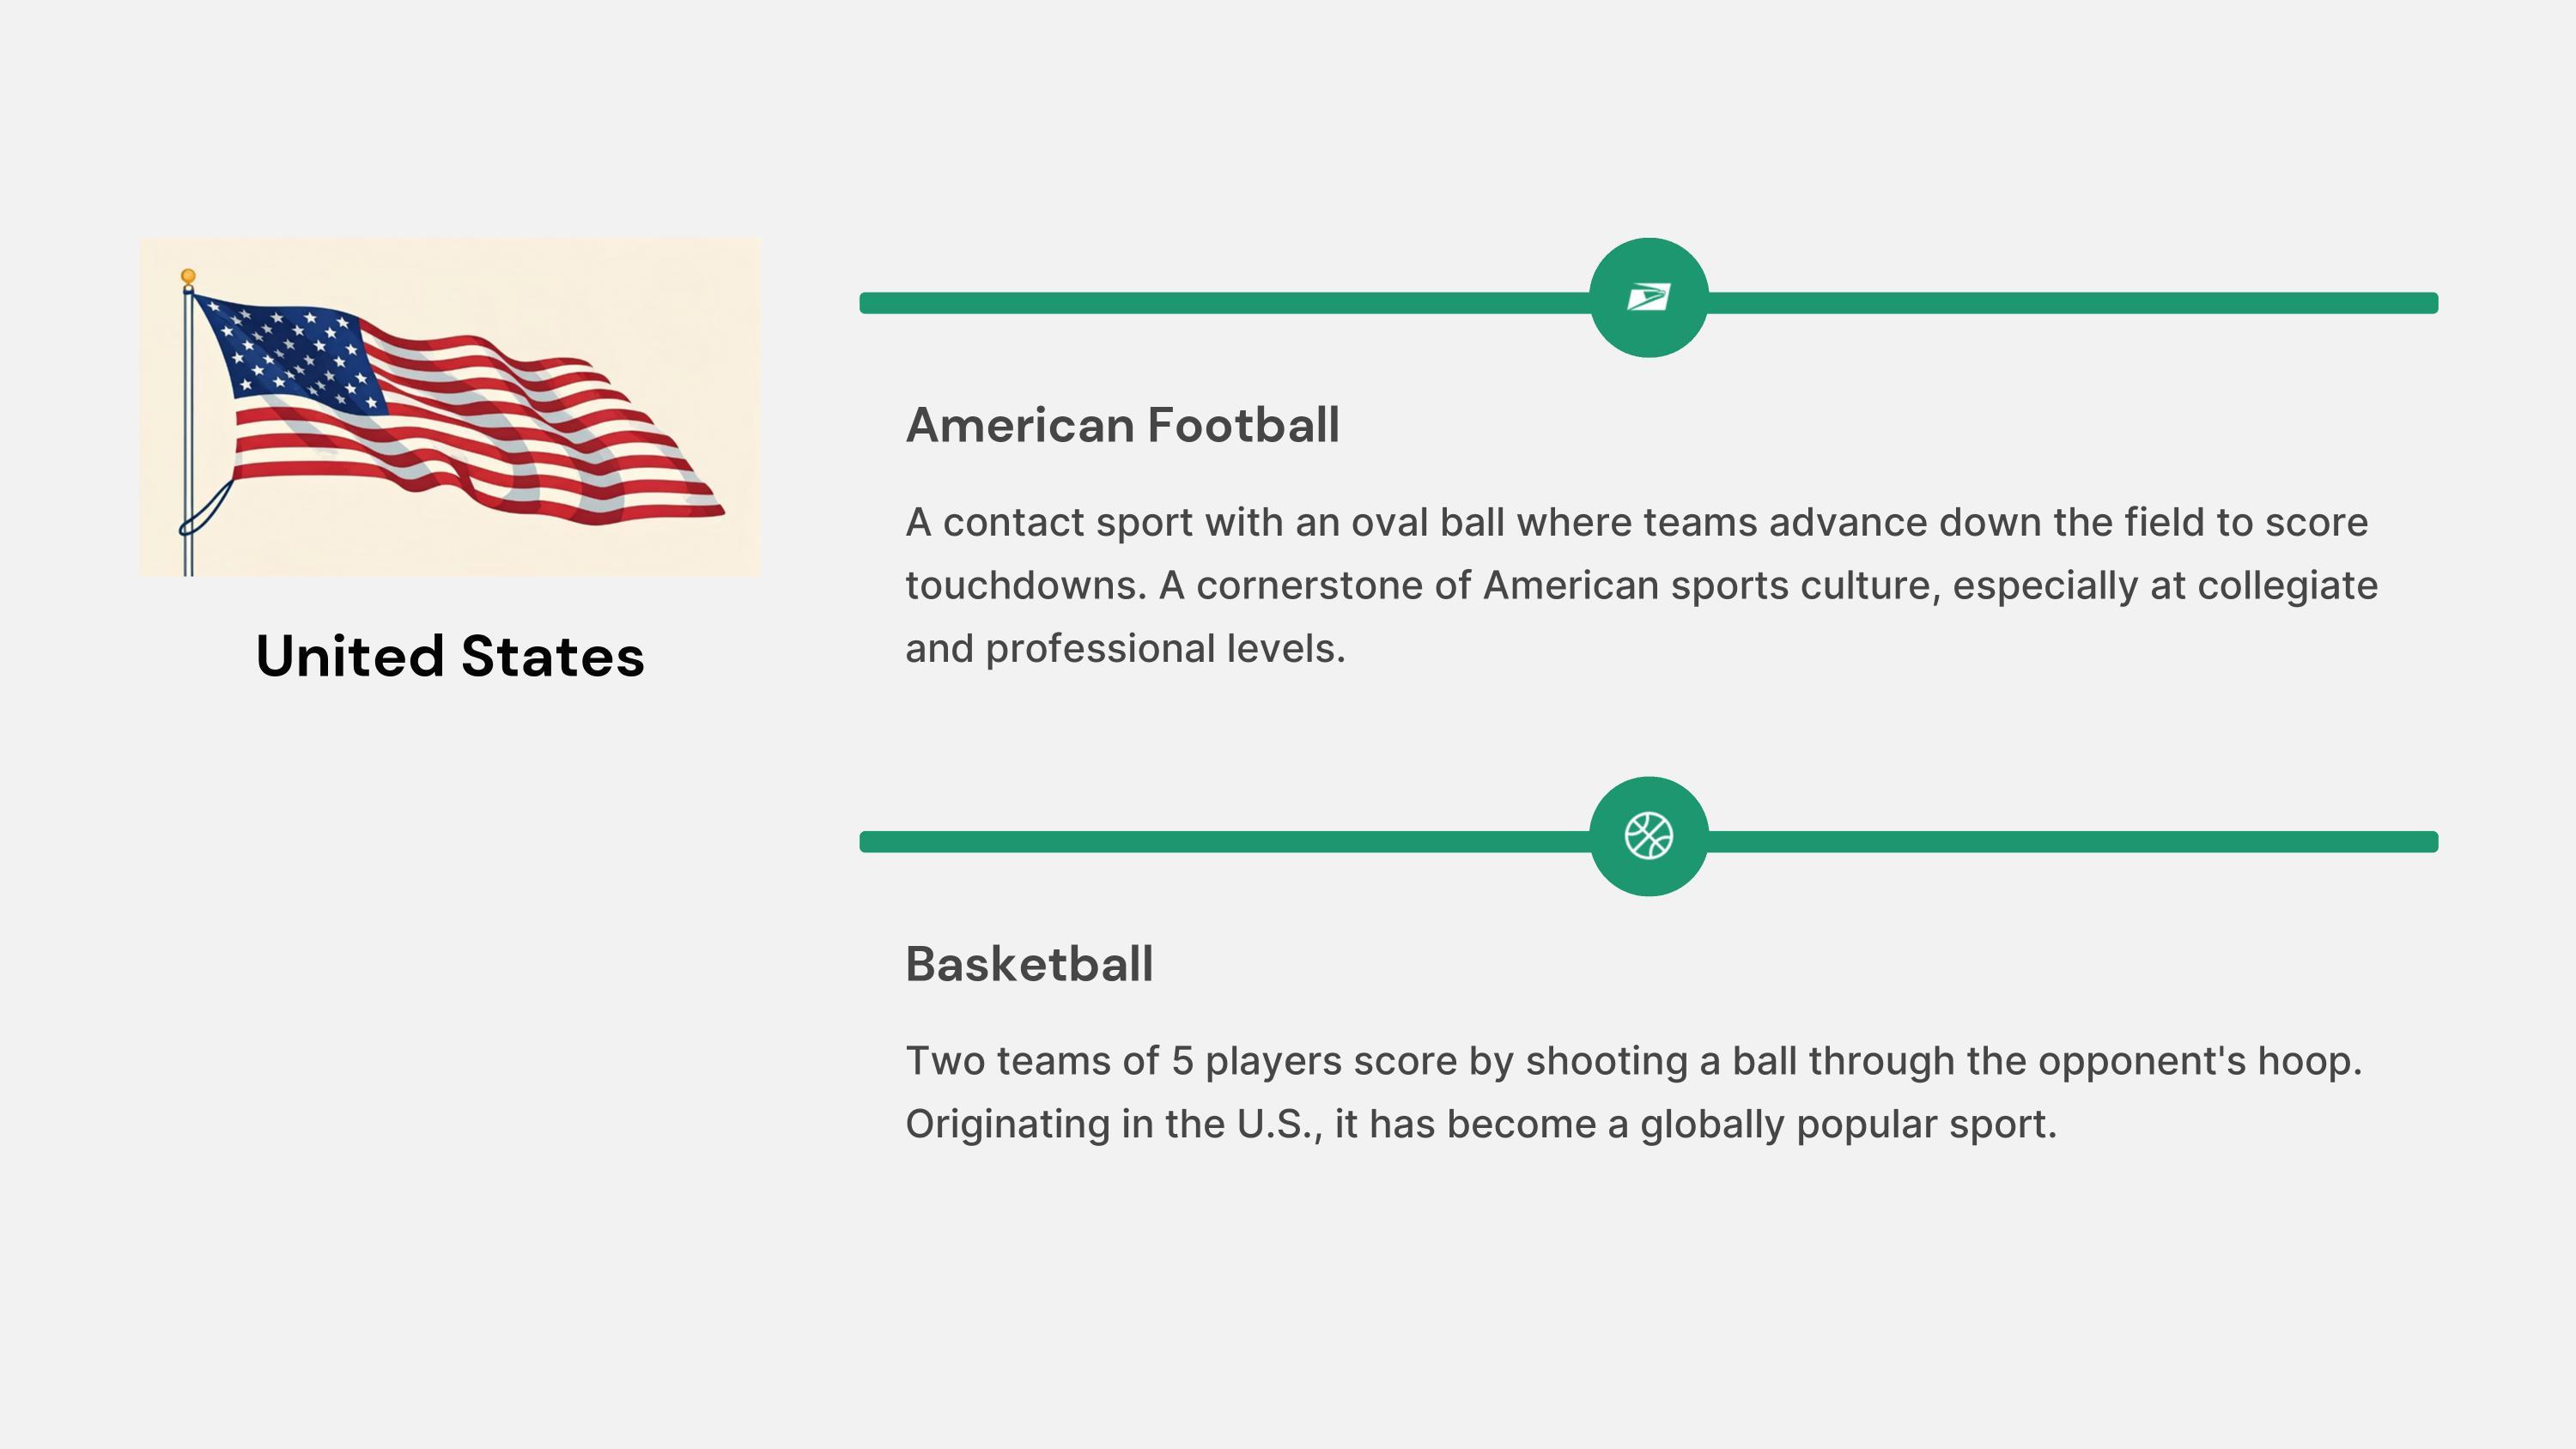 United States
American Football
A contact sport with an oval ball where teams advance down the field to score
touchdowns. A cornerstone of American sports culture, especially at collegiate
and professional levels.
Basketball
Two teams of 5 players score by shooting a ball through the opponent's hoop.
Originating in the U.S., it has become a globally popular sport.